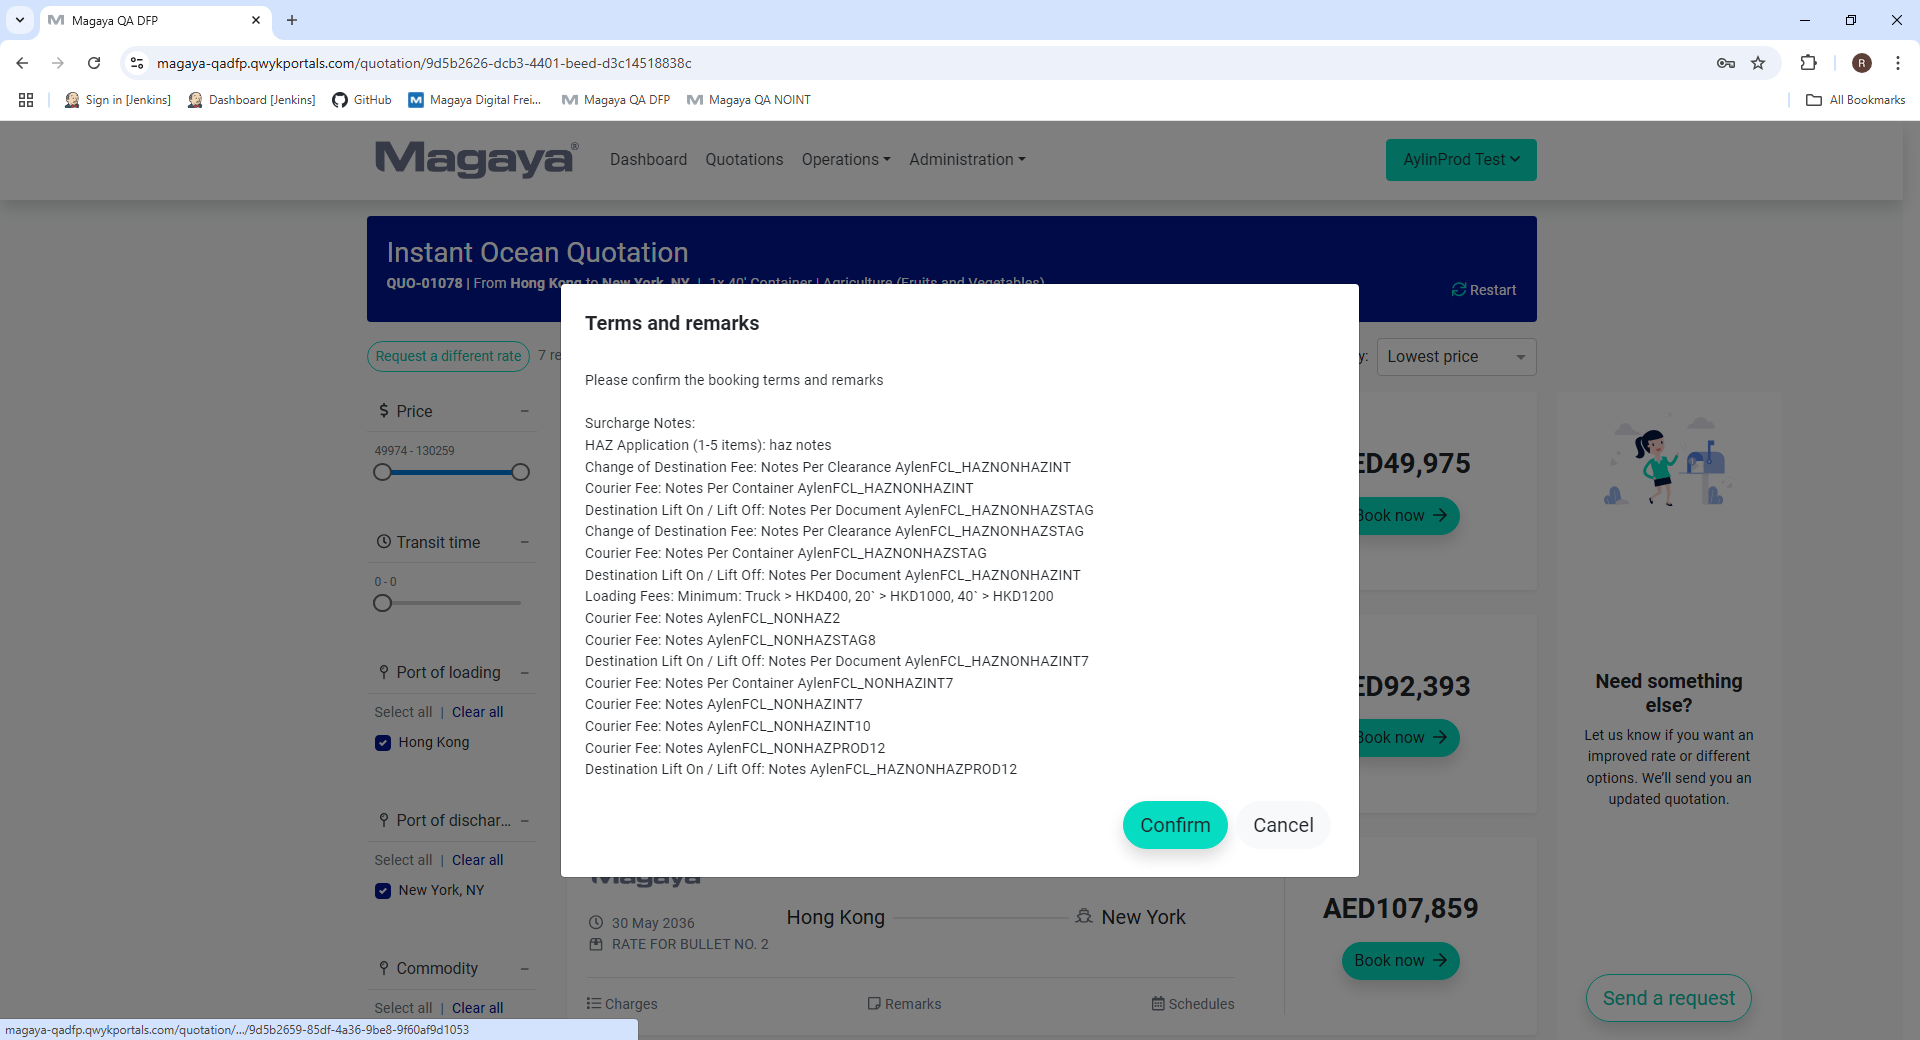 Magaya QA DFP
magaya-qadfp.qwykportals.com/quotation/9d5b2626-dcb3-4401-beed-d3c14518838c
R
Sign in [Jenkins]
Dashboard [Jenkins]
GitHub
Magaya Digital Frei...
Magaya QA DFP
Magaya QA NOINT
All Bookmarks
Magaya®
Dashboard
Quotations
Operations
Administration
AylinProd Test
Instant Ocean Quotation
QUO-01078 | From Hong Kong to New York, NY | 1x 40' Container | Agriculture (Fruits and Vegetables)
Restart
Request a different rate
7 re
y:
Lowest price
Price
49974 - 130259
Transit time
0 - 0
Port of loading
Select all | Clear all
Hong Kong
Port of dischar...
Select all | Clear all
New York, NY
Commodity
Select all | Clear all
Terms and remarks
Please confirm the booking terms and remarks
Surcharge Notes:
HAZ Application (1-5 items): haz notes
Change of Destination Fee: Notes Per Clearance AylenFCL_HAZNONHAZINT
Courier Fee: Notes Per Container AylenFCL_HAZNONHAZINT
Destination Lift On / Lift Off: Notes Per Document AylenFCL_HAZNONHAZSTAG
Change of Destination Fee: Notes Per Clearance AylenFCL_HAZNONHAZSTAG
Courier Fee: Notes Per Container AylenFCL_HAZNONHAZSTAG
Destination Lift On / Lift Off: Notes Per Document AylenFCL_HAZNONHAZINT
Loading Fees: Minimum: Truck > HKD400, 20` > HKD1000, 40` > HKD1200
Courier Fee: Notes AylenFCL_NONHAZ2
Courier Fee: Notes AylenFCL_NONHAZSTAG8
Destination Lift On / Lift Off: Notes Per Document AylenFCL_HAZNONHAZINT7
Courier Fee: Notes Per Container AylenFCL_NONHAZINT7
Courier Fee: Notes AylenFCL_NONHAZINT7
Courier Fee: Notes AylenFCL_NONHAZINT10
Courier Fee: Notes AylenFCL_NONHAZPROD12
Destination Lift On / Lift Off: Notes AylenFCL_HAZNONHAZPROD12
Confirm
Cancel
ED49,975
Book now
ED92,393
Book now
Magaya
30 May 2036
RATE FOR BULLET NO. 2
Hong Kong
New York
Charges
Remarks
Schedules
AED107,859
Book now
Need something
else?
Let us know if you want an
improved rate or different
options. We'll send you an
updated quotation.
Send a request
magaya-qadfp.qwykportals.com/quotation/.../9d5b2659-85df-4a36-9be8-9f60af9d1053